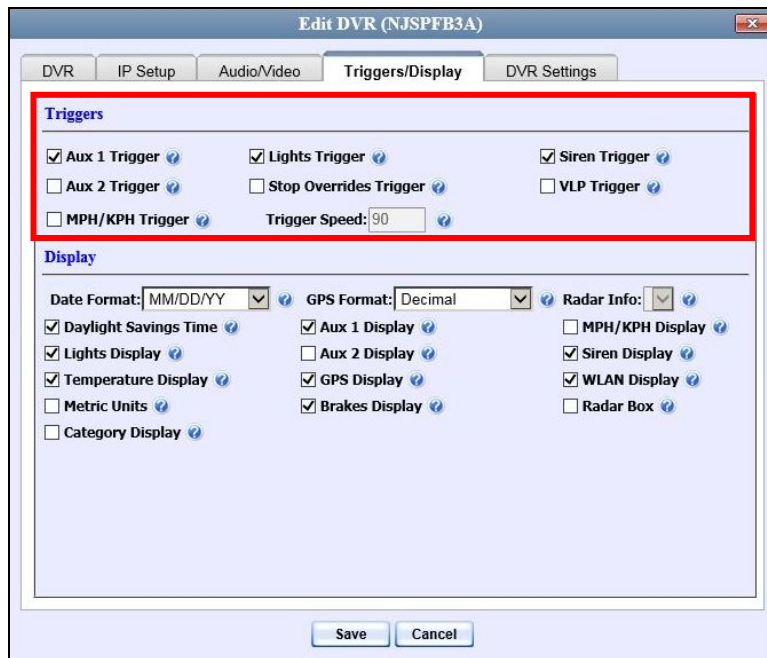 Edit DVR (NJSPFB3A)
DVR IP Setup Audio/Video Triggers/Display DVR Settings
Triggers
Aux 1 Trigger Lights Trigger Siren Trigger
Aux 2 Trigger Stop Overrides Trigger VLP Trigger
MPH/KPH Trigger Trigger Speed: 90
Display
Date Format: MM/DD/YY GPS Format: Decimal Radar Info:
Daylight Savings Time Aux 1 Display MPH/KPH Display
Lights Display Aux 2 Display Siren Display
Temperature Display GPS Display WLAN Display
Metric Units Brakes Display Radar Box
Category Display
Save Cancel